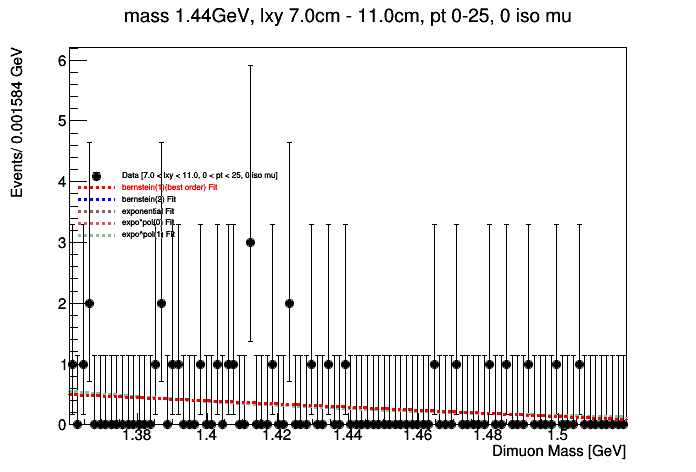 mass 1.44GeV, lxy 7.0cm - 11.0cm, pt 0-25, 0 iso mu
Events/ 0.001584 GeV
6
5
4
3
2
1
0
Data [7.0 < lxy < 11.0, 0 < pt < 25, 0 iso mu]
bernstein(1)(best order) Fit
bernstein(2) Fit
exponential Fit
expo*pol(0) Fit
expo*pol(1) Fit
1.38 1.4 1.42 1.44 1.46 1.48 1.5
Dimuon Mass [GeV]